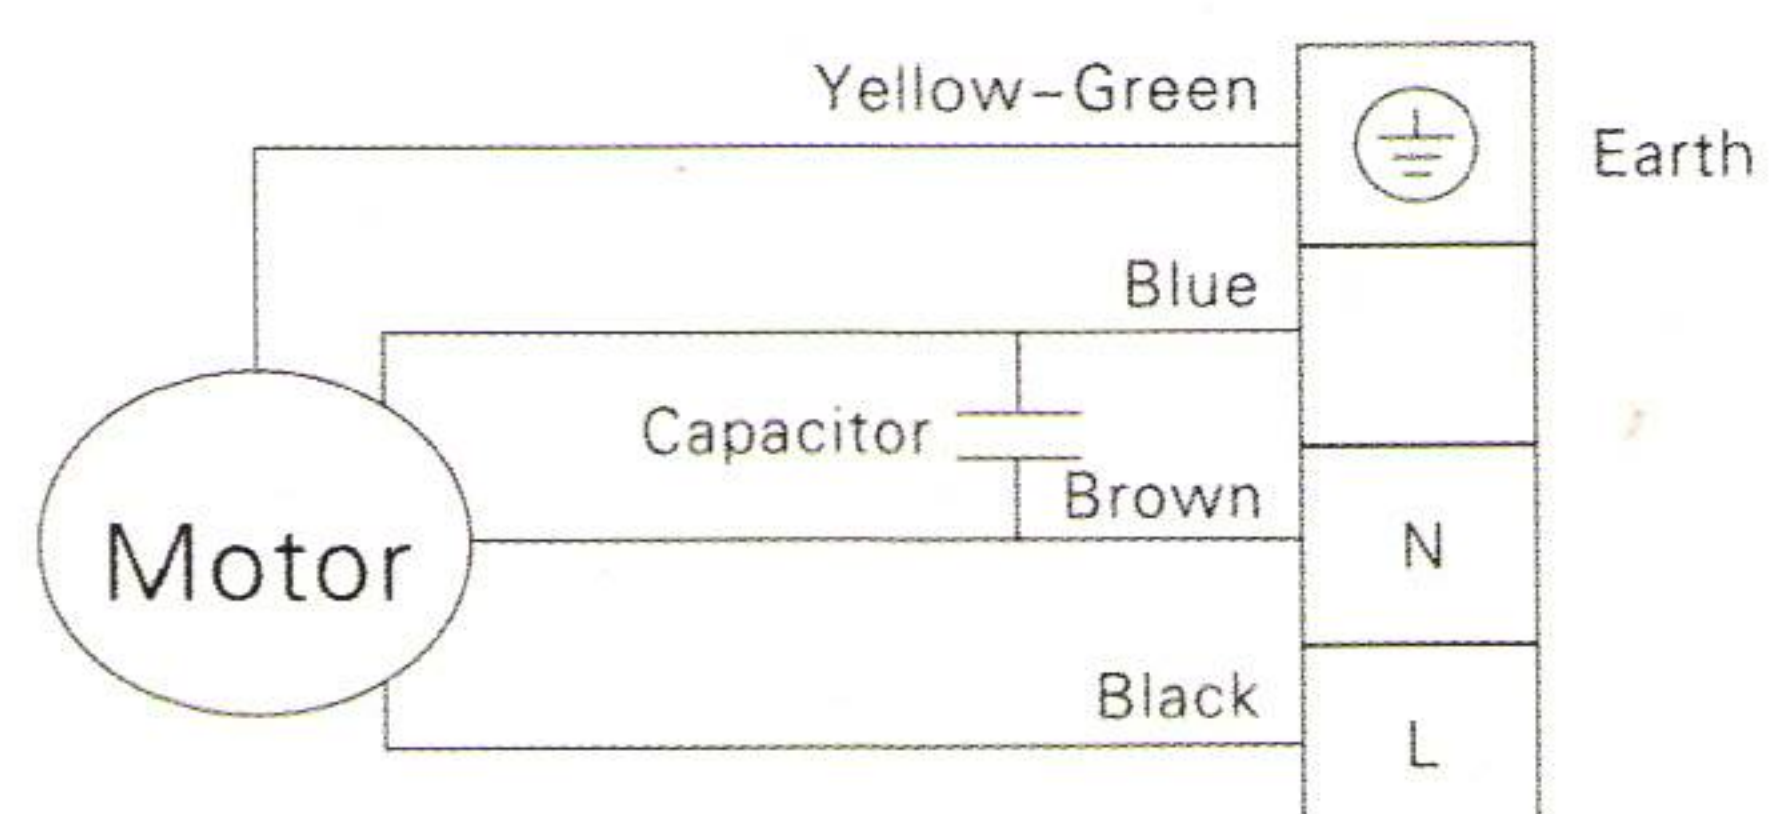 Yellow-Green
Earth
Blue
Capacitor
Brown
N
Motor
Black
L